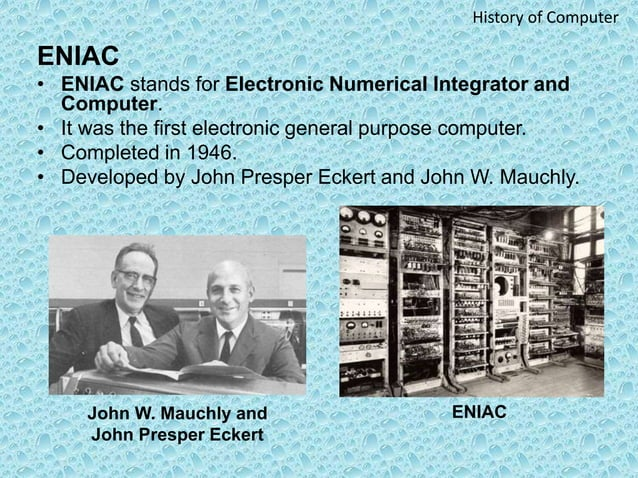 History of Computer
ENIAC
• ENIAC stands for Electronic Numerical Integrator and
Computer.
• It was the first electronic general purpose computer.
• Completed in 1946.
• Developed by John Presper Eckert and John W. Mauchly.
John W. Mauchly and
John Presper Eckert
ENIAC